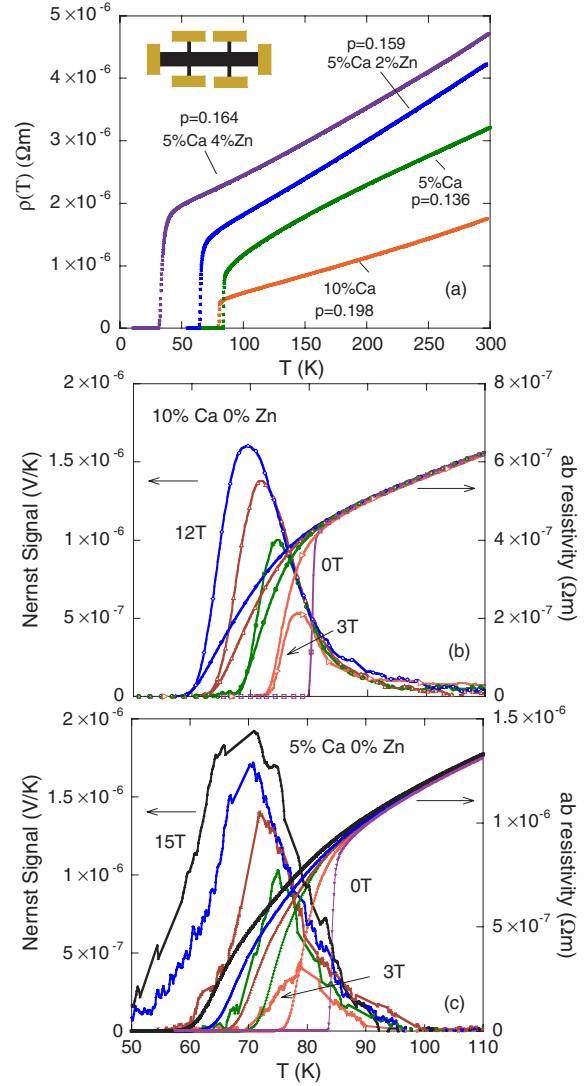 (a)
p=0.159
5%Ca 2%Zn
p=0.164
5%Ca 4%Zn
5%Ca
p=0.136
10%Ca
p=0.198
ρ(T) (Ωm)
5 10⁻⁶
4 10⁻⁶
3 10⁻⁶
2 10⁻⁶
1 10⁻⁶
0
0 50 100 150 200 250 300
T (K)
(b)
10% Ca 0% Zn
12T
0T
3T
Nernst Signal (V/K)
2×10⁻⁶
1.5×10⁻⁶
1×10⁻⁶
5×10⁻⁷
0
ab resistivity (Ωm)
8×10⁻⁷
6×10⁻⁷
4×10⁻⁷
2×10⁻⁷
0
(c)
5% Ca 0% Zn
15T
0T
3T
Nernst Signal (V/K)
2×10⁻⁶
1.5×10⁻⁶
1×10⁻⁶
5×10⁻⁷
0
ab resistivity (Ωm)
1.5×10⁻⁶
1×10⁻⁶
5×10⁻⁷
0
50 60 70 80 90 100 110
T (K)